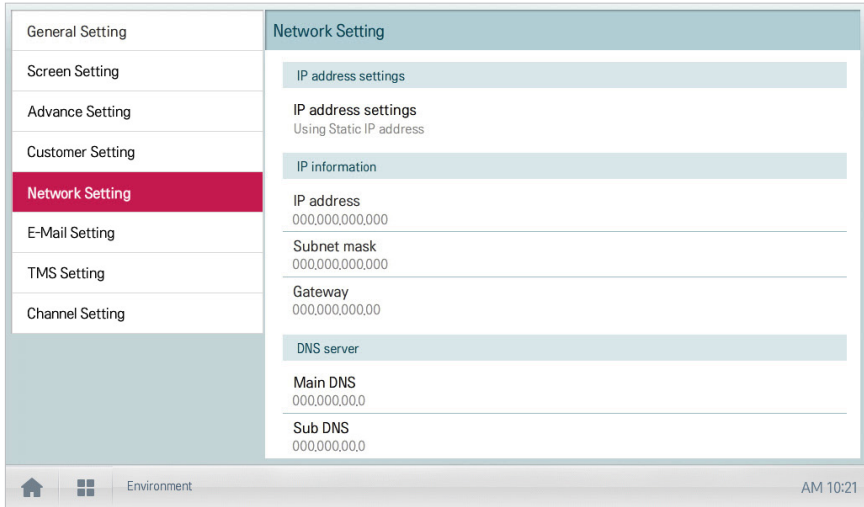 General Setting
Screen Setting
Advance Setting
Customer Setting
Network Setting
E-Mail Setting
TMS Setting
Channel Setting
Network Setting
IP address settings
IP address settings
Using Static IP address
IP information
IP address
000,000,000,000
Subnet mask
000,000,000,000
Gateway
000,000,000,00
DNS server
Main DNS
000,000,00,0
Sub DNS
000,000,00,0
Environment
AM 10:21